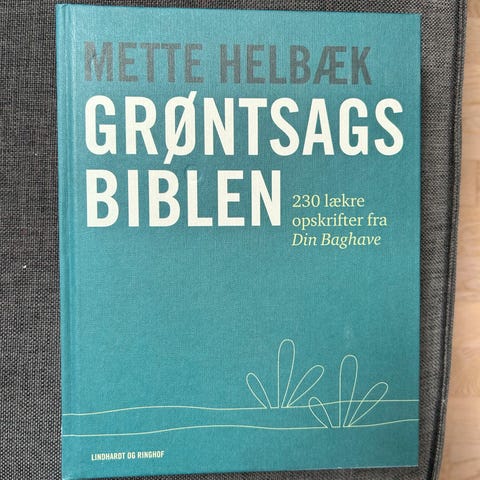 METTE HELBÆK
GRØNTSAGS
BIBLEN
230 lækre
opskrifter fra
Din Baghave
LINDHARDT OG RINGHOF